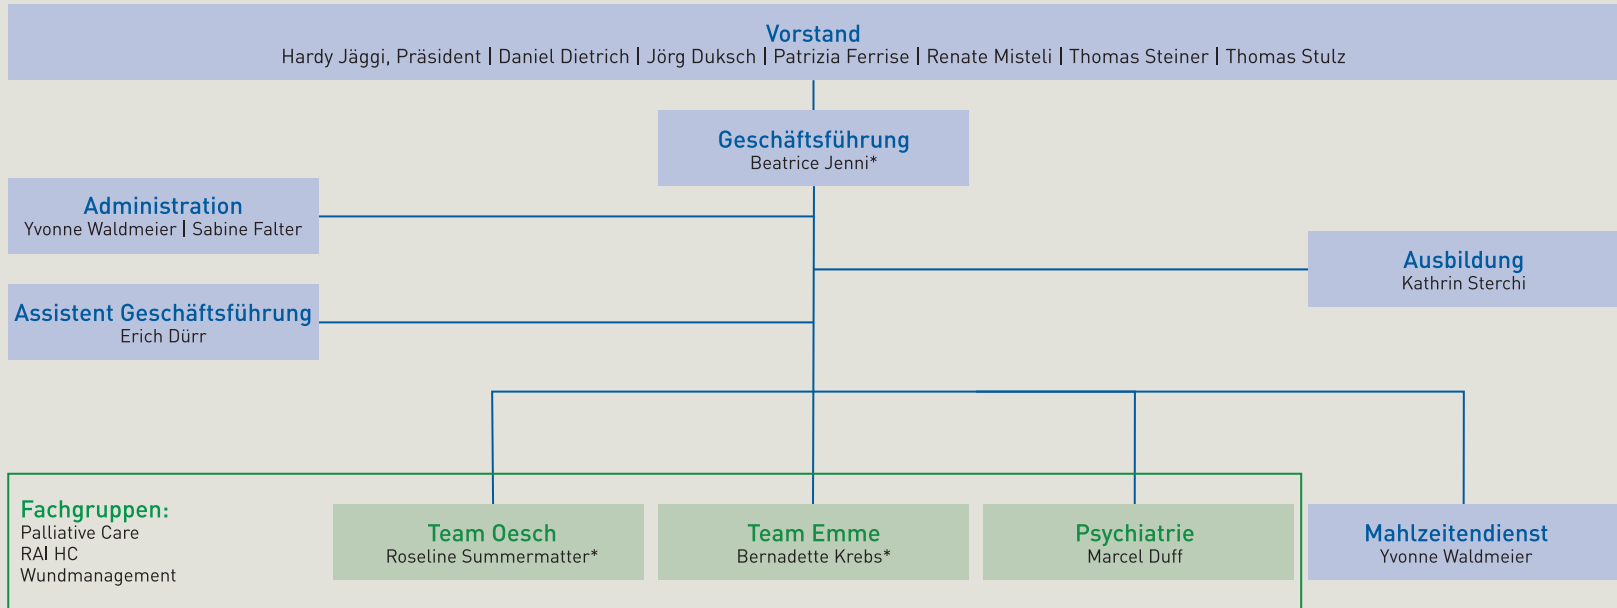 Vorstand
Hardy Jäggi, Präsident | Daniel Dietrich | Jörg Duksch | Patrizia Ferrise | Renate Misteli | Thomas Steiner | Thomas Stulz
Geschäftsführung
Beatrice Jenni*
Administration
Yvonne Waldmeier | Sabine Falter
Ausbildung
Kathrin Sterchi
Assistent Geschäftsführung
Erich Dürr
Fachgruppen:
Palliative Care
RAI HC
Wundmanagement
Team Oesch
Roseline Summermatter*
Team Emme
Bernadette Krebs*
Psychiatrie
Marcel Duff
Mahlzeitendienst
Yvonne Waldmeier